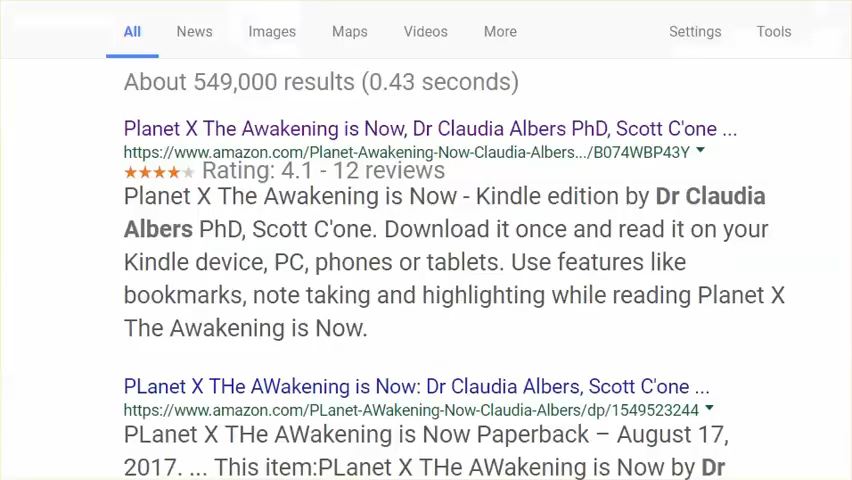 All News Images Maps Videos More Settings Tools
About 549,000 results (0.43 seconds)
Planet X The Awakening is Now, Dr Claudia Albers PhD, Scott C'one ...
https://www.amazon.com/Planet-Awakening-Now-Claudia-Albers.../B074WBP43Y
Rating: 4.1 - 12 reviews
Planet X The Awakening is Now - Kindle edition by Dr Claudia
Albers PhD, Scott C'one. Download it once and read it on your
Kindle device, PC, phones or tablets. Use features like
bookmarks, note taking and highlighting while reading Planet X
The Awakening is Now.
PLanet X THe AWakening is Now: Dr Claudia Albers, Scott C'one ...
https://www.amazon.com/PLanet-AWakening-Now-Claudia-Albers/dp/1549523244
PLanet X THe AWakening is Now Paperback – August 17,
2017. ... This item:PLanet X THe AWakening is Now by Dr